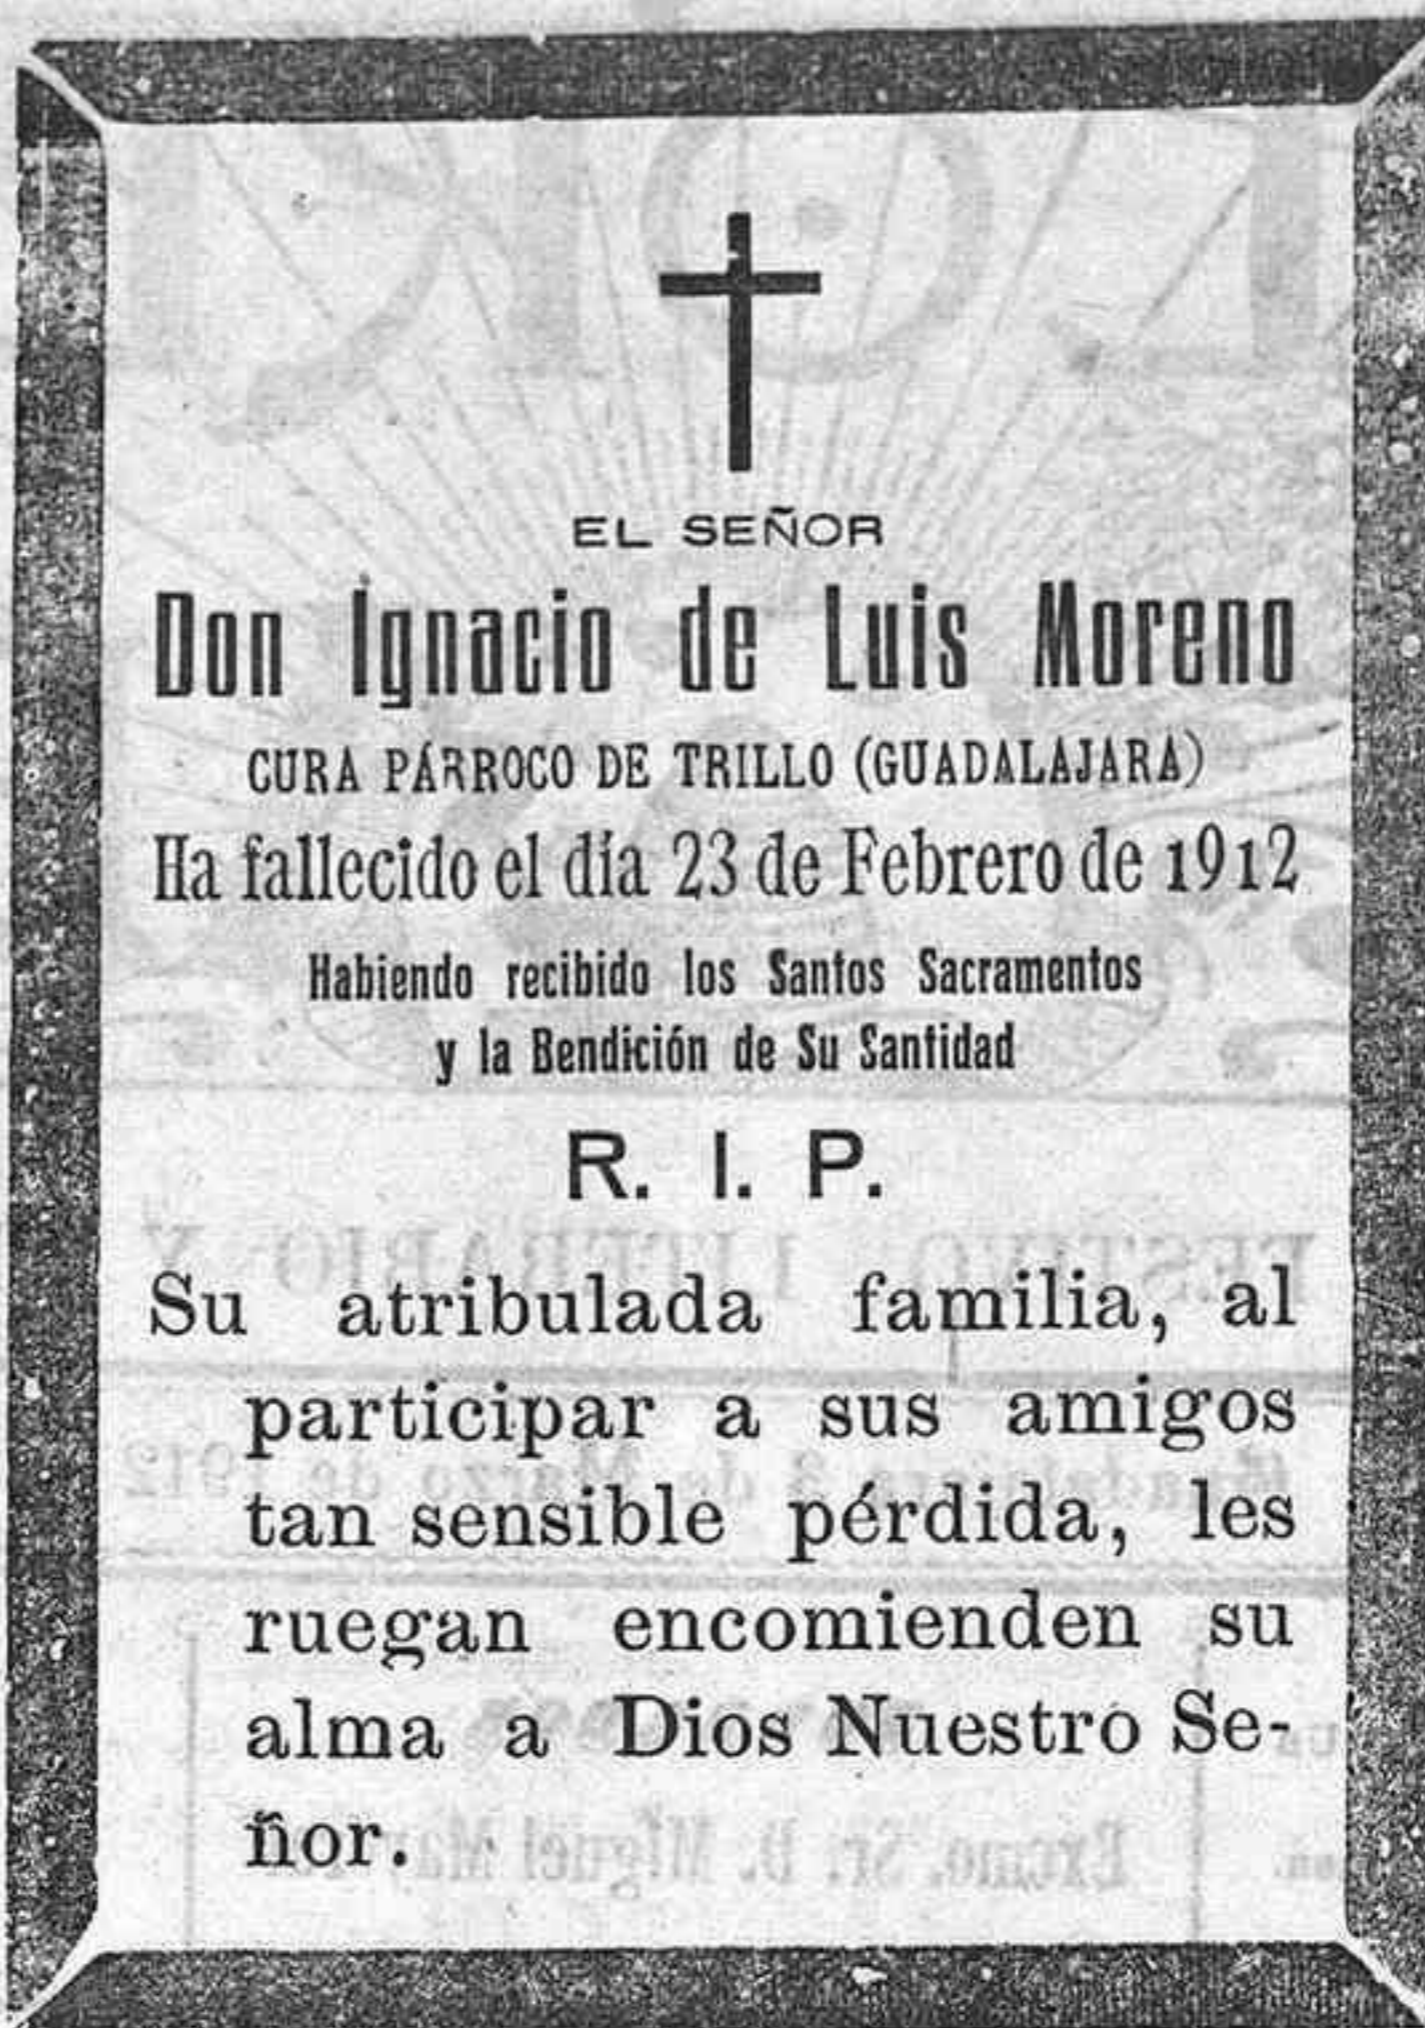 EL SEÑOR
Don Ignacio de Luis Moreno
CURA PÁRROCO DE TRILLO (GUADALAJARA)
Ha fallecido el día 23 de Febrero de 1912
Habiendo recibido los Santos Sacramentos
y la Bendición de Su Santidad
R. I. P.
Su atribulada familia, al
participar a sus amigos
tan sensible pérdida, les
ruegan encomienden su
alma a Dios Nuestro Se-
ñor.